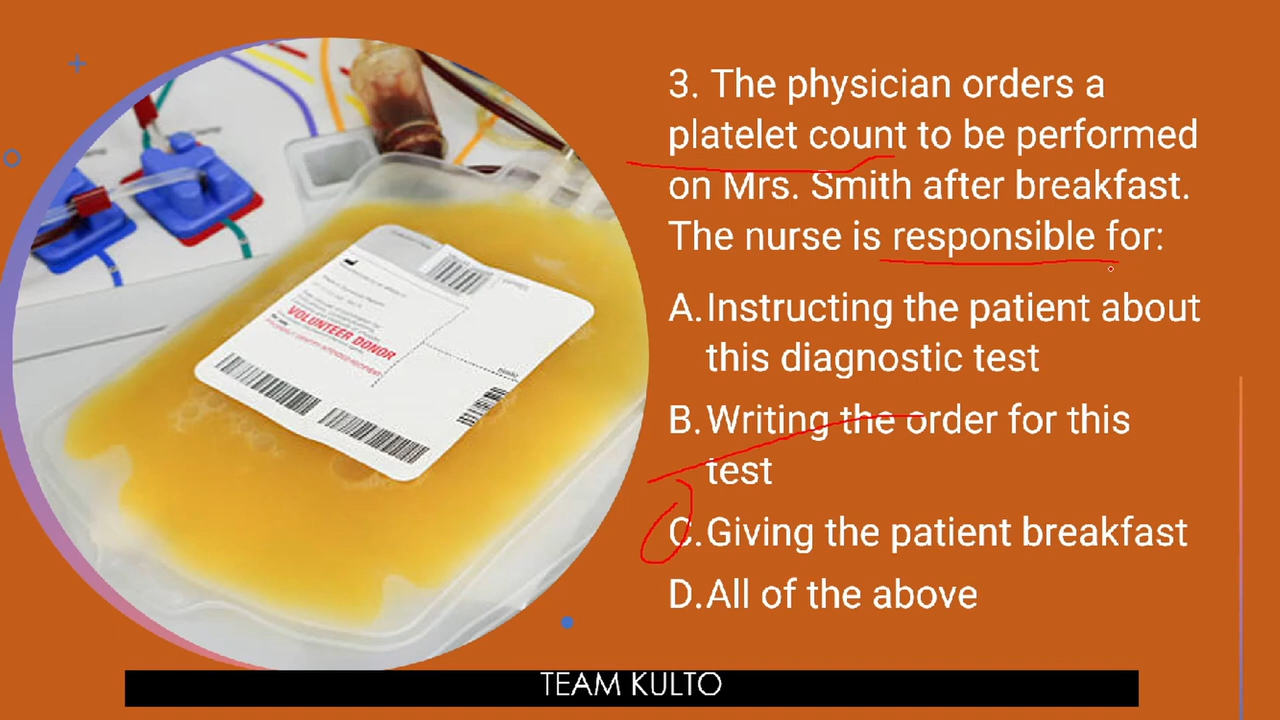 3. The physician orders a
platelet count to be performed
on Mrs. Smith after breakfast.
The nurse is responsible for:
A. Instructing the patient about
this diagnostic test
B. Writing the order for this
test
C. Giving the patient breakfast
D. All of the above
VOLUNTEER DONOR
TEAM KULTO